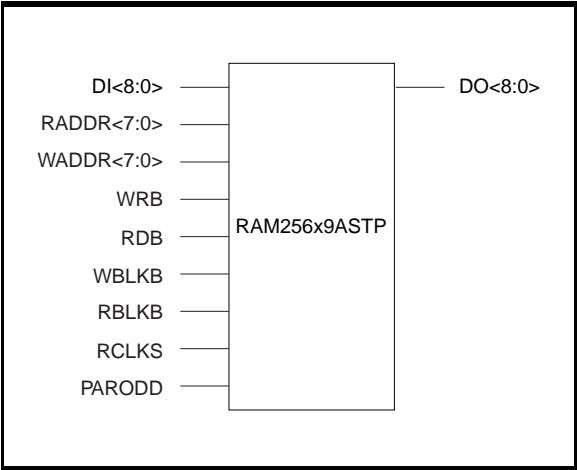 DI<8:0>
DO<8:0>
RADDR<7:0>
WADDR<7:0>
WRB
RAM256x9ASTP
RDB
WBLKB
RBLKB
RCLKS
PARODD